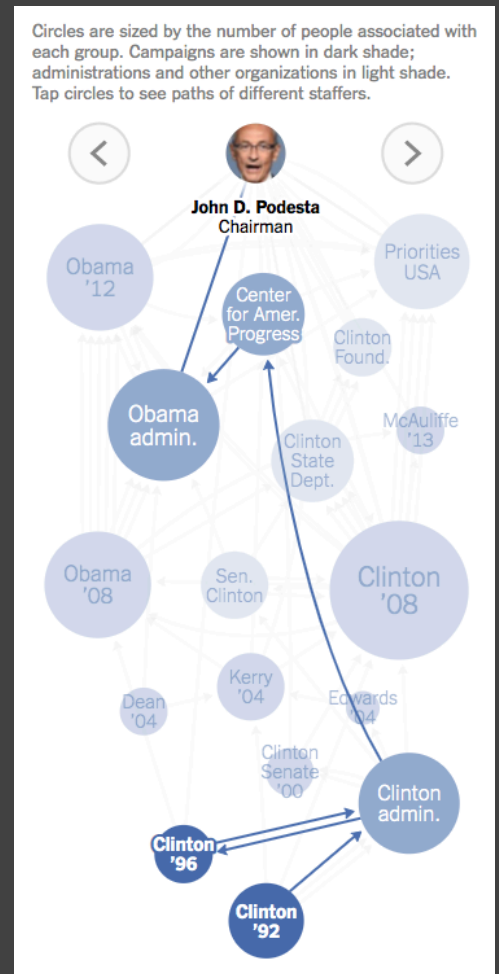 Circles are sized by the number of people associated with
each group. Campaigns are shown in dark shade;
administrations and other organizations in light shade.
Tap circles to see paths of different staffers.
John D. Podesta
Chairman
Obama
'12
Priorities
USA
Center
for Amer.
Progress
Clinton
Found.
Obama
admin.
McAuliffe
'13
Clinton
State
Dept.
Obama
'08
Sen.
Clinton
Clinton
'08
Kerry
'04
Dean
'04
Edwards
'04
Clinton
Senate
'00
Clinton
admin.
Clinton
'96
Clinton
'92